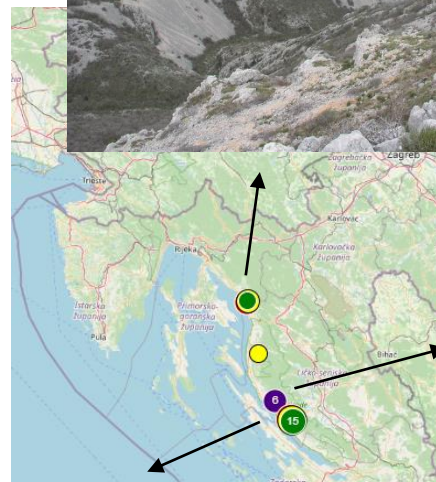 Zagreb
Zagrebačka
županija
Trieste
Karlovac
Rijeka
Karlovačka
županija
Istarska
županija
Primorsko-
goranska
županija
Pula
Bihać
Ličko-senjska
6
15